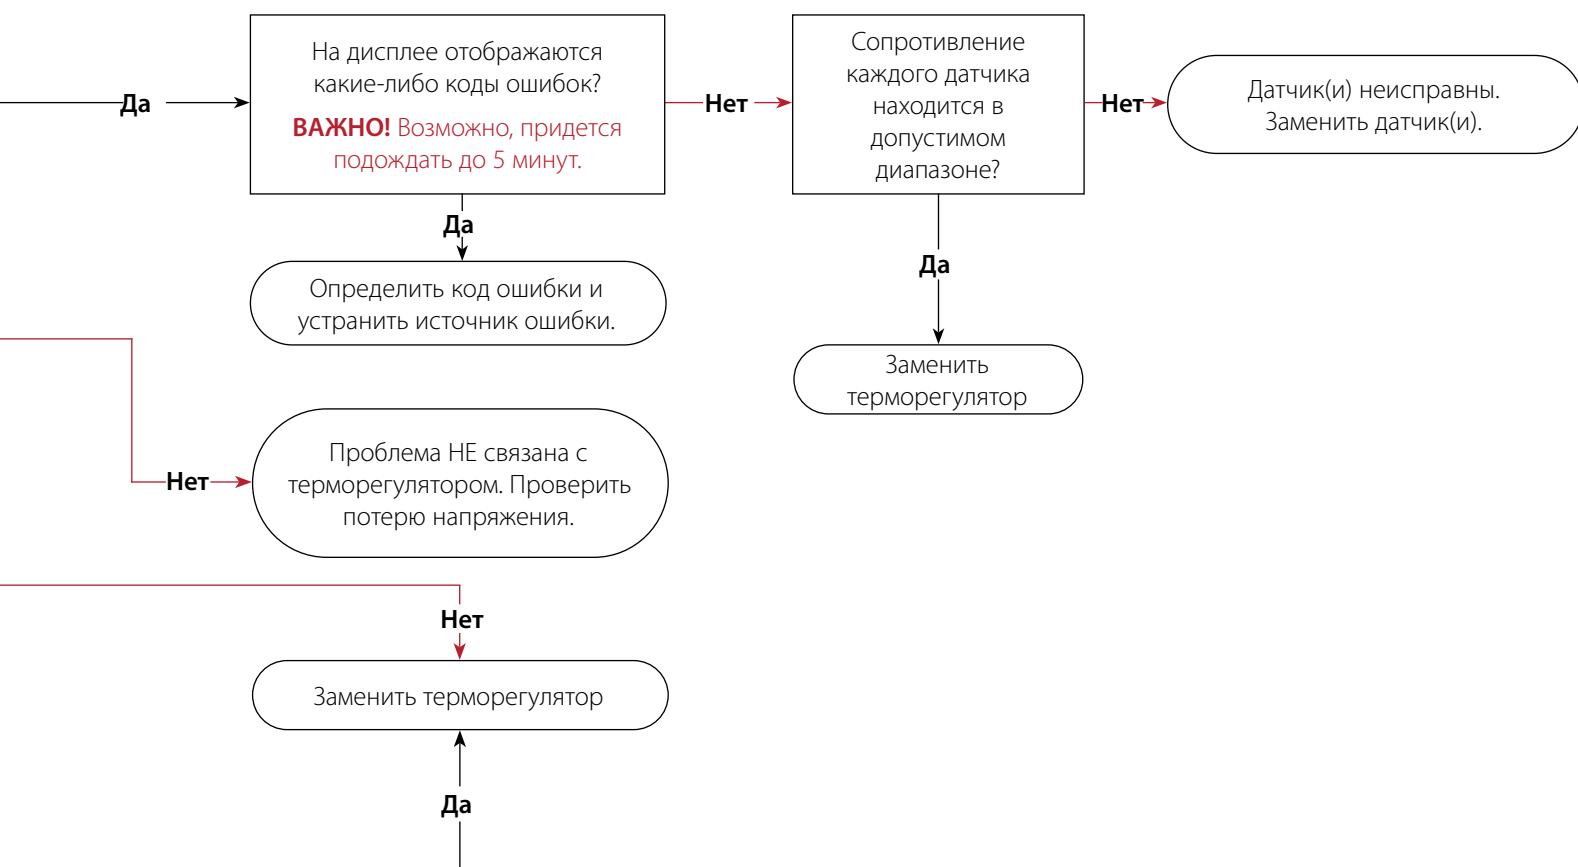 Да
На дисплее отображаются
какие-либо коды ошибок?
ВАЖНО! Возможно, придется
подождать до 5 минут.
Нет
Сопротивление
каждого датчика
находится в
допустимом
диапазоне?
Нет
Датчик(и) неисправны.
Заменить датчик(и).
Да
Определить код ошибки и
устранить источник ошибки.
Да
Заменить
терморегулятор
Нет
Проблема НЕ связана с
терморегулятором. Проверить
потерю напряжения.
Нет
Заменить терморегулятор
Да